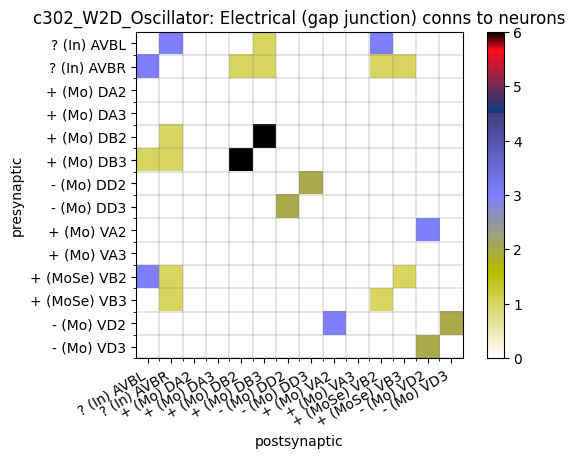 c302_W2D_Oscillator: Electrical (gap junction) conns to neurons
? (In) AVBL
? (In) AVBR
+ (Mo) DA2
+ (Mo) DA3
+ (Mo) DB2
+ (Mo) DB3
- (Mo) DD2
- (Mo) DD3
+ (Mo) VA2
+ (Mo) VA3
+ (MoSe) VB2
+ (MoSe) VB3
- (Mo) VD2
- (Mo) VD3
presynaptic
? (In) AVBL
? (In) AVBR
+ (Mo) DA2
+ (Mo) DA3
+ (Mo) DB2
+ (Mo) DB3
- (Mo) DD2
- (Mo) DD3
+ (Mo) VA2
+ (Mo) VA3
+ (MoSe) VB2
+ (MoSe) VB3
- (Mo) VD2
- (Mo) VD3
postsynaptic
6
5
4
3
2
1
0